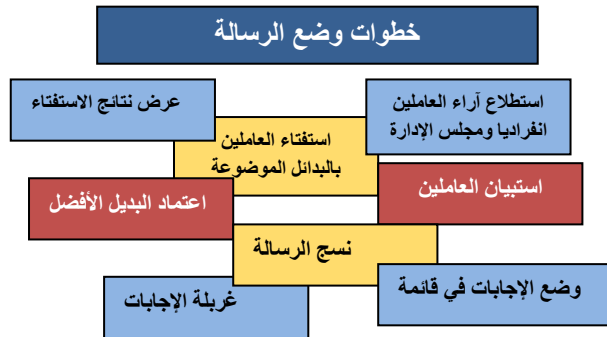 خطوات وضع الرسالة
استطلاع آراء العاملين
انفراديا ومجلس الإدارة
عرض نتائج الاستفتاء
استفتاء العاملين
بالبدائل الموضوعة
استبيان العاملين
اعتماد البديل الأفضل
نسج الرسالة
وضع الإجابات في قائمة
غربلة الإجابات